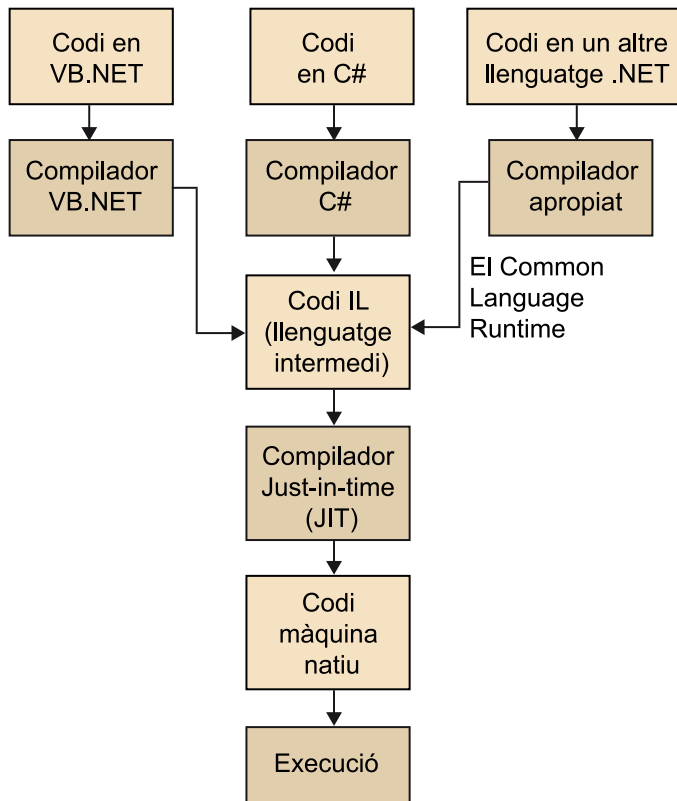 Codi en
VB.NET
Codi
en C#
Codi en un altre
llenguatge .NET
Compilador
VB.NET
Compilador
C#
Compilador
apropiat
El Common
Language
Runtime
Codi IL
(llenguatge
intermedi)
Compilador
Just-in-time
(JIT)
Codi
màquina
natiu
Execució